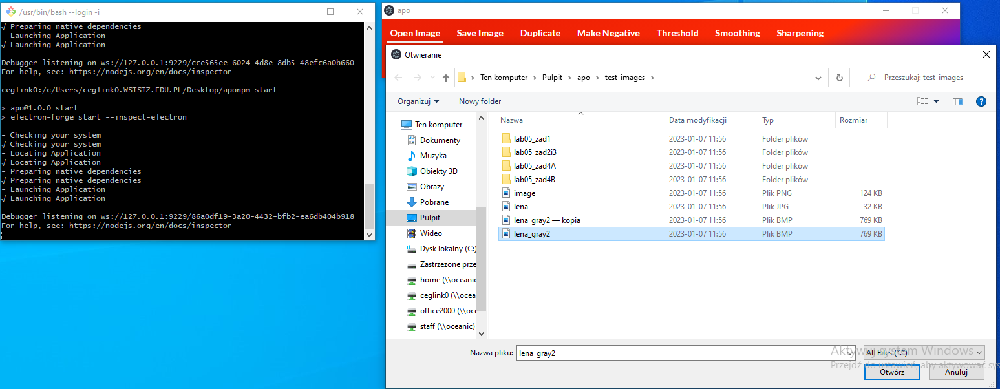 /usr/bin/bash --login -i
√ Preparing native dependencies
- Launching Application
√ Launching Application
Debugger listening on ws://127.0.0.1:9229/cce565ee-6024-4d8e-8db5-48efc6a0b660
For help, see: https://nodejs.org/en/docs/inspector
ceglink0:/c/Users/ceglink0.WSISIZ.EDU.PL/Desktop/aponpm start
> apo@1.0.0 start
> electron-forge start --inspect-electron
- Checking your system
√ Checking your system
- Locating Application
√ Locating Application
- Preparing native dependencies
√ Preparing native dependencies
- Launching Application
√ Launching Application
Debugger listening on ws://127.0.0.1:9229/86a0df19-3a20-4432-bfb2-ea6db404b918
For help, see: https://nodejs.org/en/docs/inspector
apo
Open Image Save Image Duplicate Make Negative Threshold Smoothing Sharpening
Otwieranie
Ten komputer › Pulpit › apo › test-images ›
Przeszukaj: test-images
Organizuj Nowy folder
Ten komputer
Dokumenty
Muzyka
Obiekty 3D
Obrazy
Pobrane
Pulpit
Wideo
Dysk lokalny (C:)
Zastrzeżone prze
home (\\oceanic
ceglink0 (\\ocea
office2000 (\\oc
staff (\\oceanic)
Nazwa Data modyfikacji Typ Rozmiar
lab05_zad1 2023-01-07 11:56 Folder plików
lab05_zad2i3 2023-01-07 11:56 Folder plików
lab05_zad4A 2023-01-07 11:56 Folder plików
lab05_zad4B 2023-01-07 11:56 Folder plików
image 2023-01-07 11:56 Plik PNG 124 KB
lena 2023-01-07 11:56 Plik JPG 32 KB
lena_gray2 — kopia 2023-01-07 11:56 Plik BMP 769 KB
lena_gray2 2023-01-07 11:56 Plik BMP 769 KB
Nazwa pliku: lena_gray2 All Files (*.*)
Otwórz Anuluj
Aktywuj system Windows
Przejdź do ustawień, aby aktywować sys